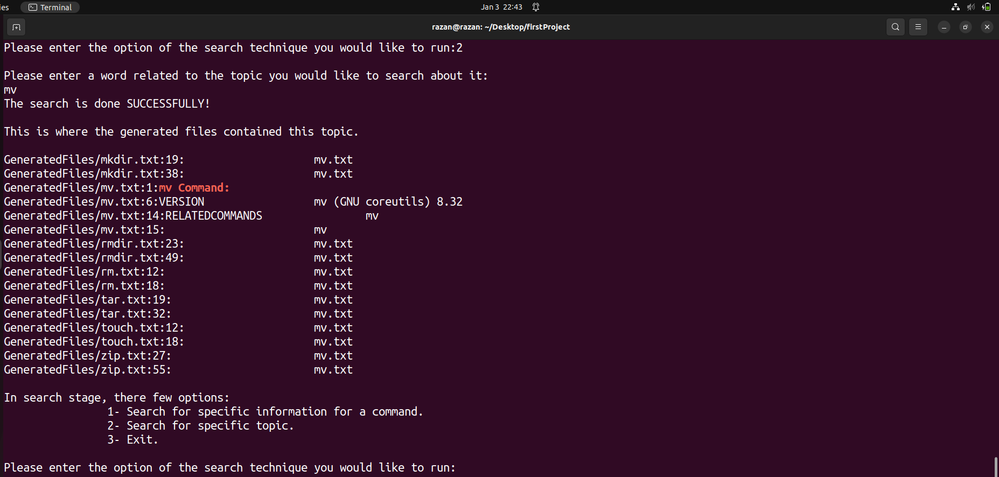 ies Terminal Jan 3 22:43
razan@razan: ~/Desktop/firstProject
Please enter the option of the search technique you would like to run:2
Please enter a word related to the topic you would like to search about it:
mv
The search is done SUCCESSFULLY!
This is where the generated files contained this topic.
GeneratedFiles/mkdir.txt:19: mv.txt
GeneratedFiles/mkdir.txt:38: mv.txt
GeneratedFiles/mv.txt:1:mv Command:
GeneratedFiles/mv.txt:6:VERSION mv (GNU coreutils) 8.32
GeneratedFiles/mv.txt:14:RELATEDCOMMANDS mv
GeneratedFiles/mv.txt:15: mv
GeneratedFiles/rmdir.txt:23: mv.txt
GeneratedFiles/rmdir.txt:49: mv.txt
GeneratedFiles/rm.txt:12: mv.txt
GeneratedFiles/rm.txt:18: mv.txt
GeneratedFiles/tar.txt:19: mv.txt
GeneratedFiles/tar.txt:32: mv.txt
GeneratedFiles/touch.txt:12: mv.txt
GeneratedFiles/touch.txt:18: mv.txt
GeneratedFiles/zip.txt:27: mv.txt
GeneratedFiles/zip.txt:55: mv.txt
In search stage, there few options:
1- Search for specific information for a command.
2- Search for specific topic.
3- Exit.
Please enter the option of the search technique you would like to run: